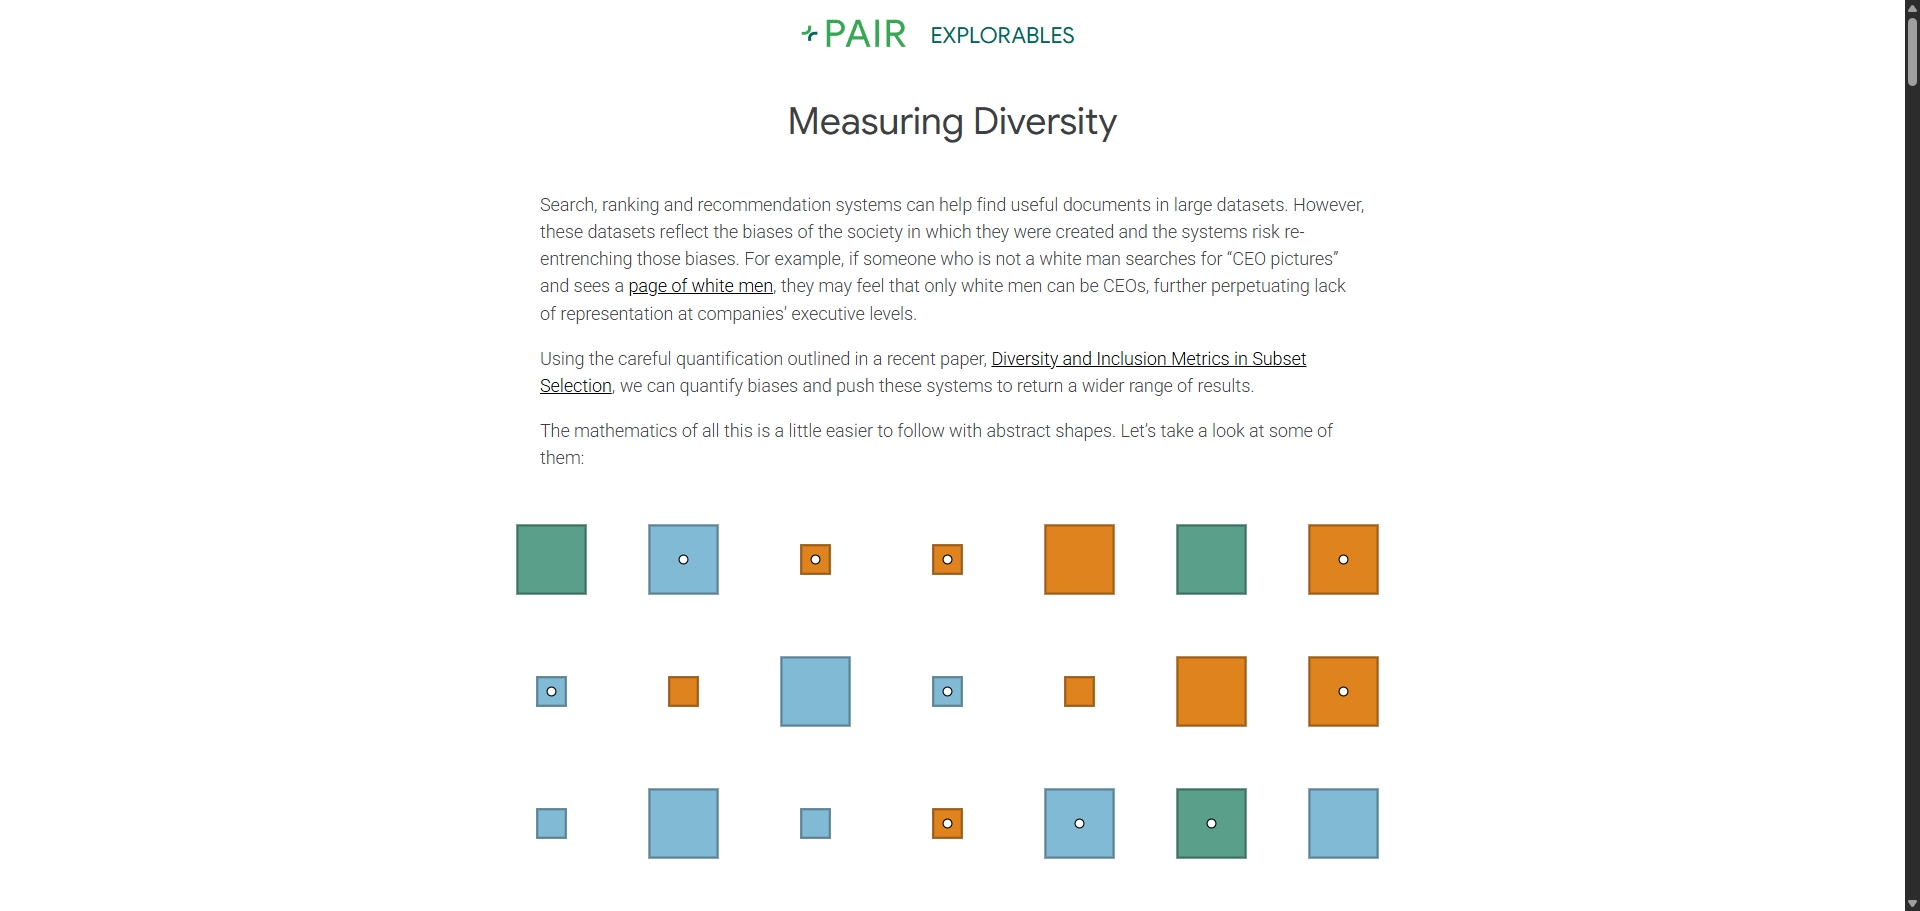 PAIR EXPLORABLES
Measuring Diversity
Search, ranking and recommendation systems can help find useful documents in large datasets. However,
these datasets reflect the biases of the society in which they were created and the systems risk re-
entrenching those biases. For example, if someone who is not a white man searches for “CEO pictures”
and sees a page of white men, they may feel that only white men can be CEOs, further perpetuating lack
of representation at companies’ executive levels.
Using the careful quantification outlined in a recent paper, Diversity and Inclusion Metrics in Subset
Selection, we can quantify biases and push these systems to return a wider range of results.
The mathematics of all this is a little easier to follow with abstract shapes. Let’s take a look at some of
them: